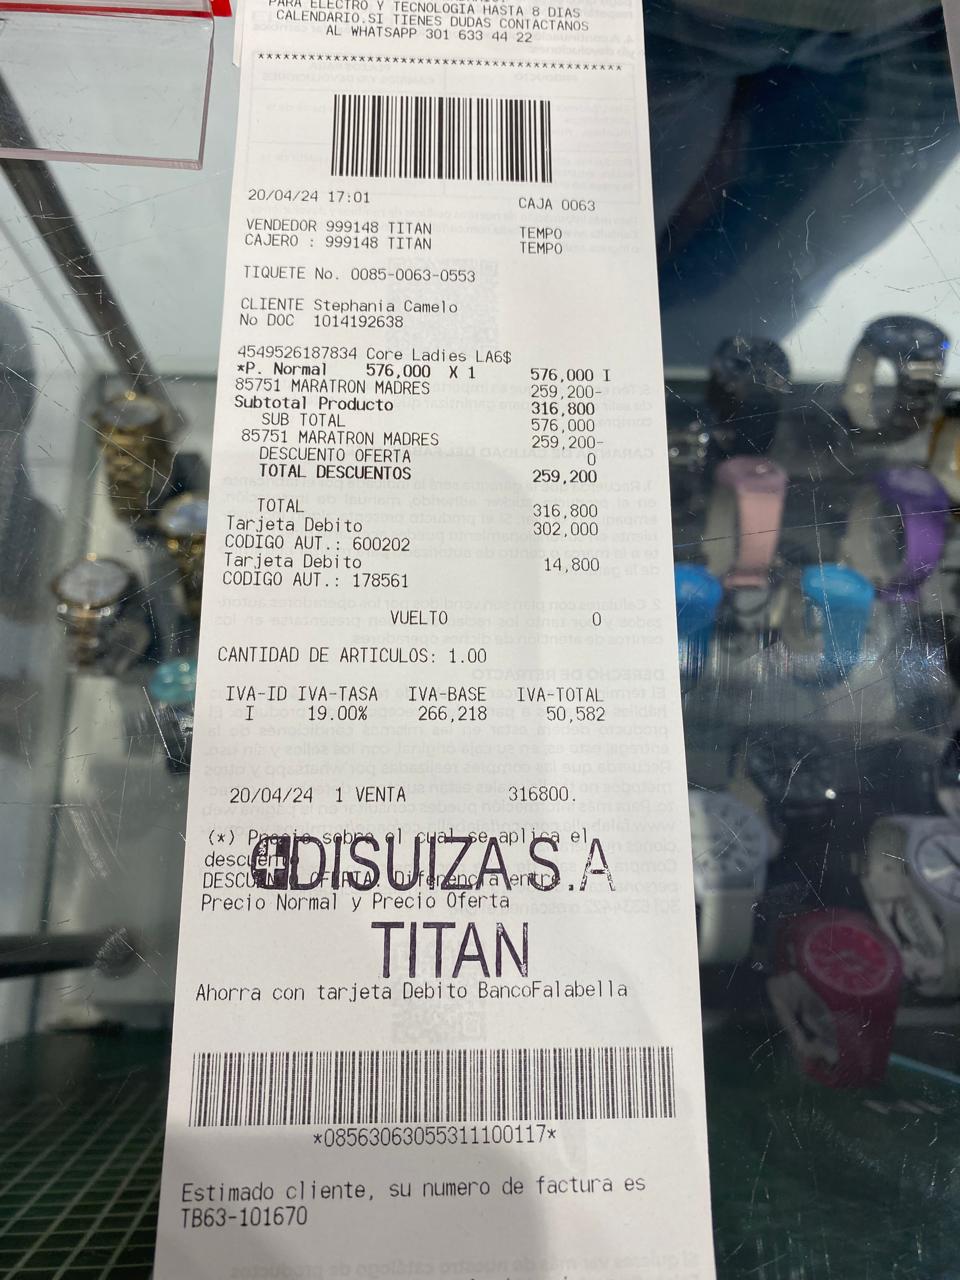 PARA ELECTRO Y TECNOLOGIA HASTA 8 DIAS
CALENDARIO.SI TIENES DUDAS CONTACTANOS
AL WHATSAPP 301 633 44 22
******************************************
20/04/24 17:01 CAJA 0063
VENDEDOR 999148 TITAN TEMPO
CAJERO : 999148 TITAN TEMPO
TIQUETE No. 0085-0063-0553
CLIENTE Stephania Camelo
No DOC 1014192638
4549526187834 Core Ladies LA6$
*P. Normal 576,000 X 1 576,000 I
85751 MARATRON MADRES 259,200-
Subtotal Producto 316,800
SUB TOTAL 576,000
85751 MARATRON MADRES 259,200-
DESCUENTO OFERTA 0
TOTAL DESCUENTOS 259,200
TOTAL 316,800
Tarjeta Debito 302,000
CODIGO AUT.: 600202
Tarjeta Debito 14,800
CODIGO AUT.: 178561
VUELTO 0
CANTIDAD DE ARTICULOS: 1.00
IVA-ID IVA-TASA IVA-BASE IVA-TOTAL
I 19.00% 266,218 50,582
20/04/24 1 VENTA 316800.
(*) Precio sobre el cual se aplica el
descuento
DISUIZA S.A
DESCUENTO OFERTA: Diferencia entre
Precio Normal y Precio Oferta
TITAN
Ahorra con tarjeta Debito BancoFalabella
*08563063055311100117*
Estimado cliente, su numero de factura es
TB63-101670